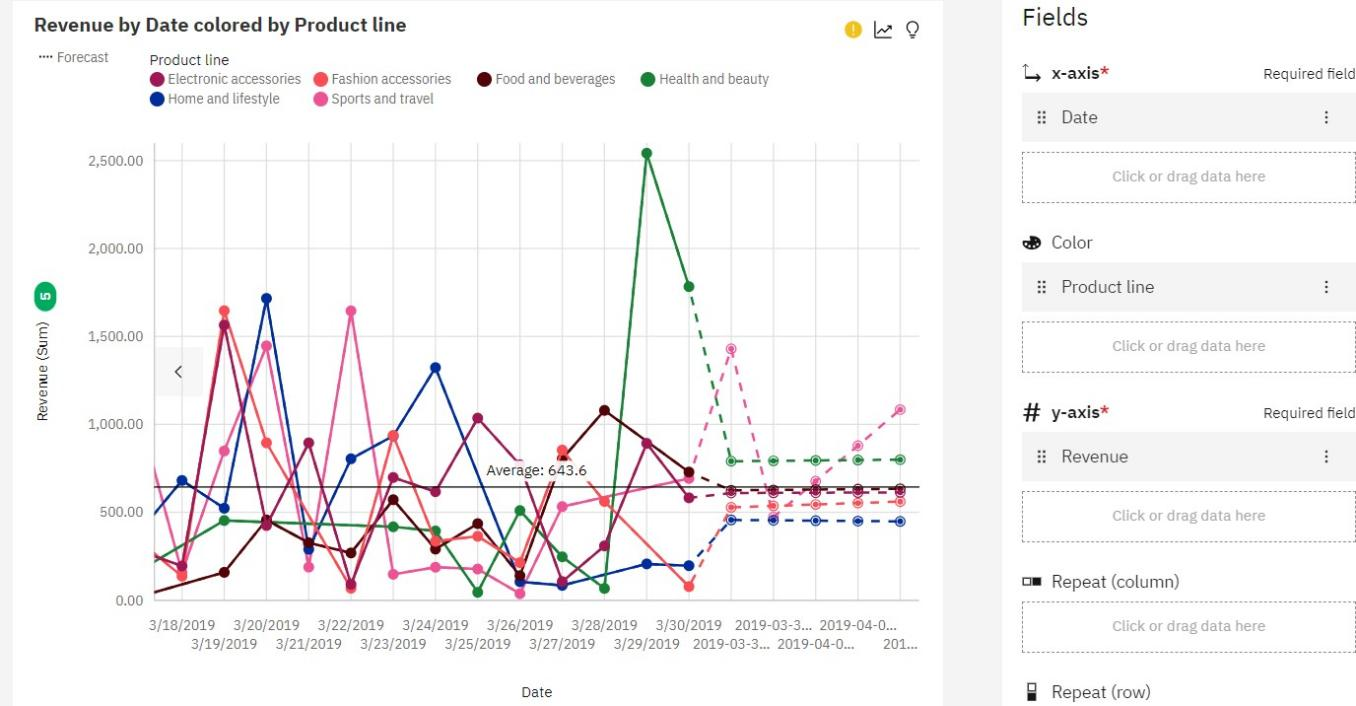 Revenue by Date colored by Product line
Forecast
Product line
Electronic accessories
Fashion accessories
Food and beverages
Health and beauty
Home and lifestyle
Sports and travel
2,500.00
2,000.00
1,500.00
1,000.00
500.00
0.00
5
Revenue (Sum)
Average: 643.6
3/18/2019
3/20/2019
3/22/2019
3/24/2019
3/26/2019
3/28/2019
3/30/2019
2019-03-3...
2019-04-0...
3/19/2019
3/21/2019
3/23/2019
3/25/2019
3/27/2019
3/29/2019
2019-03-3...
2019-04-0...
201...
Date
Fields
x-axis*
Required field
Date
Click or drag data here
Color
Product line
Click or drag data here
# y-axis*
Required field
Revenue
Click or drag data here
Repeat (column)
Click or drag data here
Repeat (row)